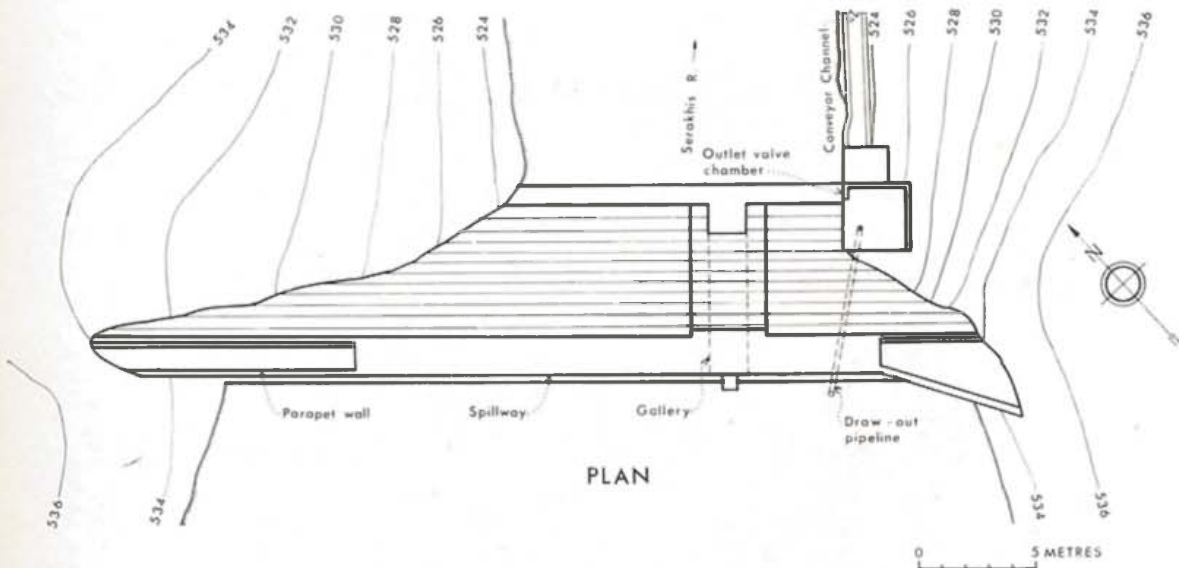 534
532
530
528
526
524
Serakhis R.
Conveyor Channel
524
526
528
530
532
534
536
Outlet valve
chamber
N
Parapet wall
Spillway
Gallery
Draw-out
pipeline
PLAN
536
534
534
536
0
5 METRES